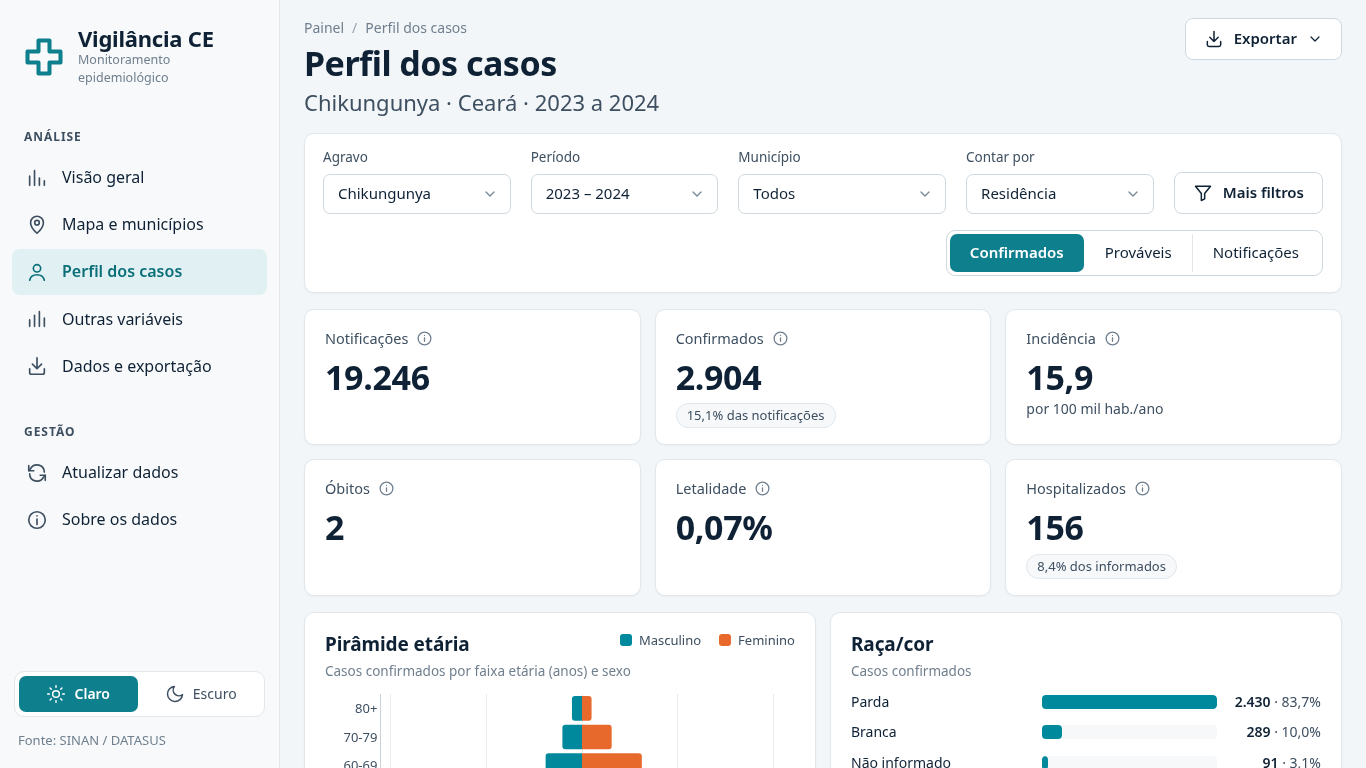 Vigilância CE
Monitoramento
epidemiológico
ANÁLISE
Visão geral
Mapa e municípios
Perfil dos casos
Outras variáveis
Dados e exportação
GESTÃO
Atualizar dados
Sobre os dados
Claro
Escuro
Fonte: SINAN / DATASUS
Painel / Perfil dos casos
Exportar
Perfil dos casos
Chikungunya · Ceará · 2023 a 2024
Agravo
Período
Município
Contar por
Chikungunya
2023 – 2024
Todos
Residência
Mais filtros
Confirmados
Prováveis
Notificações
Notificações
19.246
Confirmados
2.904
15,1% das notificações
Incidência
15,9
por 100 mil hab./ano
Óbitos
2
Letalidade
0,07%
Hospitalizados
156
8,4% dos informados
Pirâmide etária
Masculino
Feminino
Casos confirmados por faixa etária (anos) e sexo
80+
70-79
60-69
Raça/cor
Casos confirmados
Parda 2.430 · 83,7%
Branca 289 · 10,0%
Não informado 91 · 3,1%